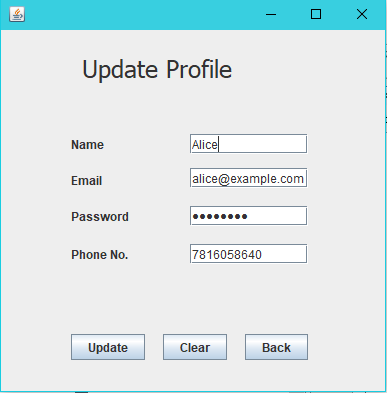 Update Profile
Name Alice
Email alice@example.com
Password ••••••••
Phone No. 7816058640
Update Clear Back